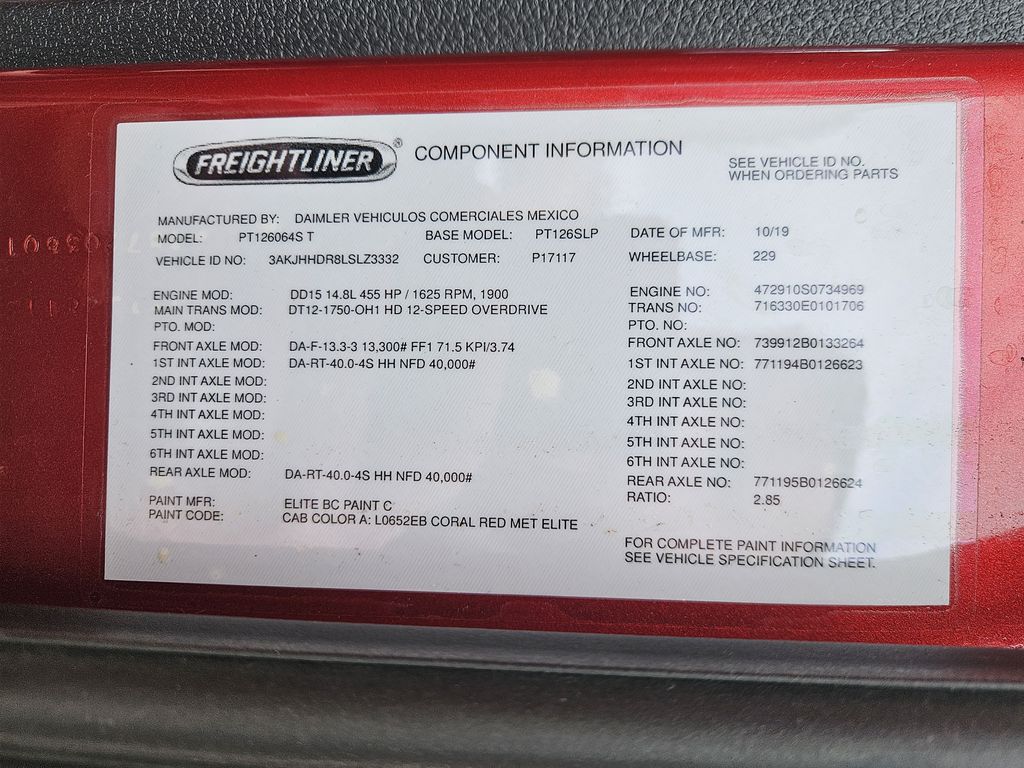 FREIGHTLINER® COMPONENT INFORMATION
SEE VEHICLE ID NO.
WHEN ORDERING PARTS
MANUFACTURED BY: DAIMLER VEHICULOS COMERCIALES MEXICO
MODEL: PT126064S T BASE MODEL: PT126SLP DATE OF MFR: 10/19
VEHICLE ID NO: 3AKJHHDR8LSLZ3332 CUSTOMER: P17117 WHEELBASE: 229
ENGINE MOD: DD15 14.8L 455 HP / 1625 RPM, 1900 ENGINE NO: 472910S0734969
MAIN TRANS MOD: DT12-1750-OH1 HD 12-SPEED OVERDRIVE TRANS NO: 716330E0101706
PTO. MOD: PTO. NO:
FRONT AXLE MOD: DA-F-13.3-3 13,300# FF1 71.5 KPI/3.74 FRONT AXLE NO: 739912B0133264
1ST INT AXLE MOD: DA-RT-40.0-4S HH NFD 40,000# 1ST INT AXLE NO: 771194B0126623
2ND INT AXLE MOD: 2ND INT AXLE NO:
3RD INT AXLE MOD: 3RD INT AXLE NO:
4TH INT AXLE MOD: 4TH INT AXLE NO:
5TH INT AXLE MOD: 5TH INT AXLE NO:
6TH INT AXLE MOD: 6TH INT AXLE NO:
REAR AXLE MOD: DA-RT-40.0-4S HH NFD 40,000# REAR AXLE NO: 771195B0126624
RATIO: 2.85
PAINT MFR: ELITE BC PAINT C
PAINT CODE: CAB COLOR A: L0652EB CORAL RED MET ELITE
FOR COMPLETE PAINT INFORMATION
SEE VEHICLE SPECIFICATION SHEET.